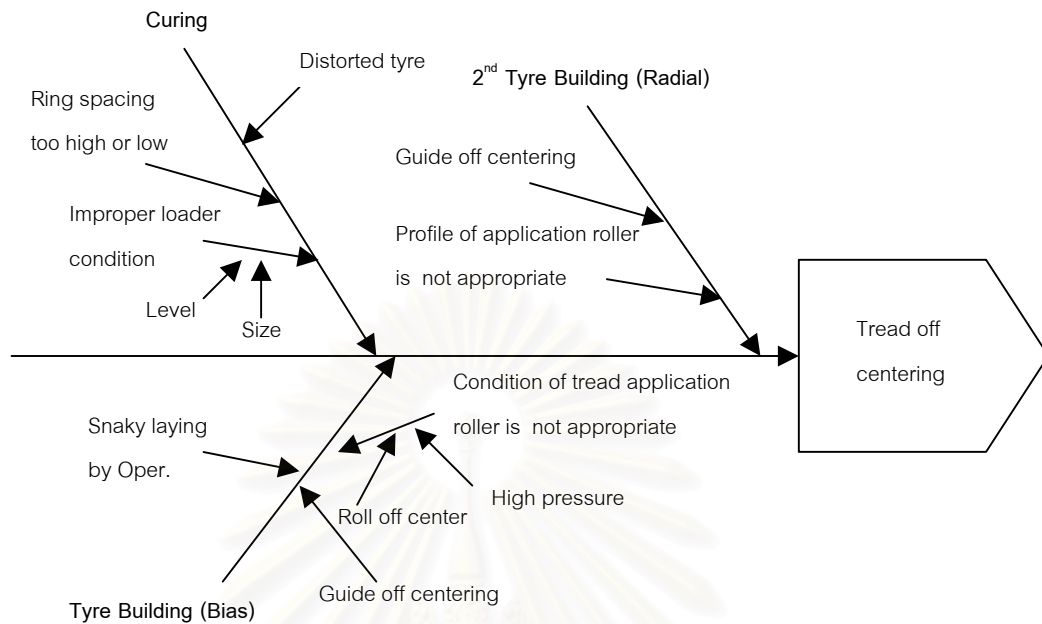 Curing
Distorted tyre
2nd Tyre Building (Radial)
Ring spacing
too high or low
Guide off centering
Improper loader
condition
Profile of application roller
is not appropriate
Level
Size
Tread off
centering
Condition of tread application
roller is not appropriate
Snaky laying
by Oper.
High pressure
Roll off center
Guide off centering
Tyre Building (Bias)